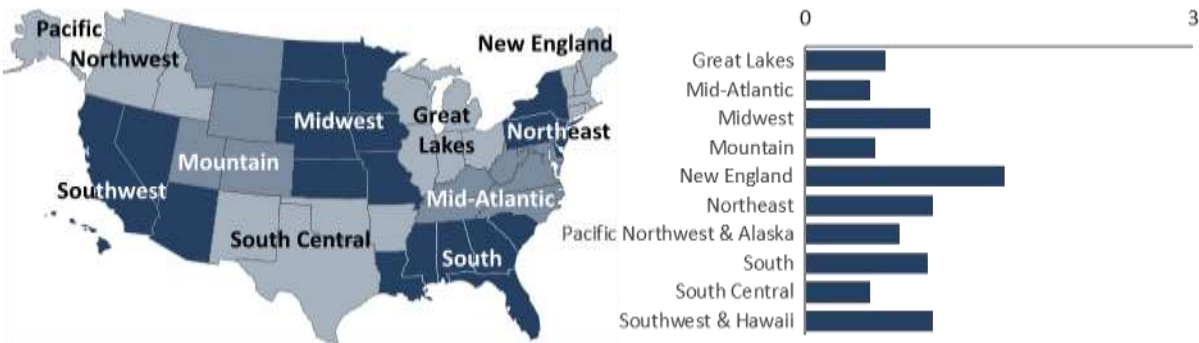 Pacific
Northwest
New England
Midwest
Great
Lakes
Northeast
Mountain
Southwest
Mid-Atlantic
South Central
South
0
3
Great Lakes
Mid-Atlantic
Midwest
Mountain
New England
Northeast
Pacific Northwest & Alaska
South
South Central
Southwest & Hawaii